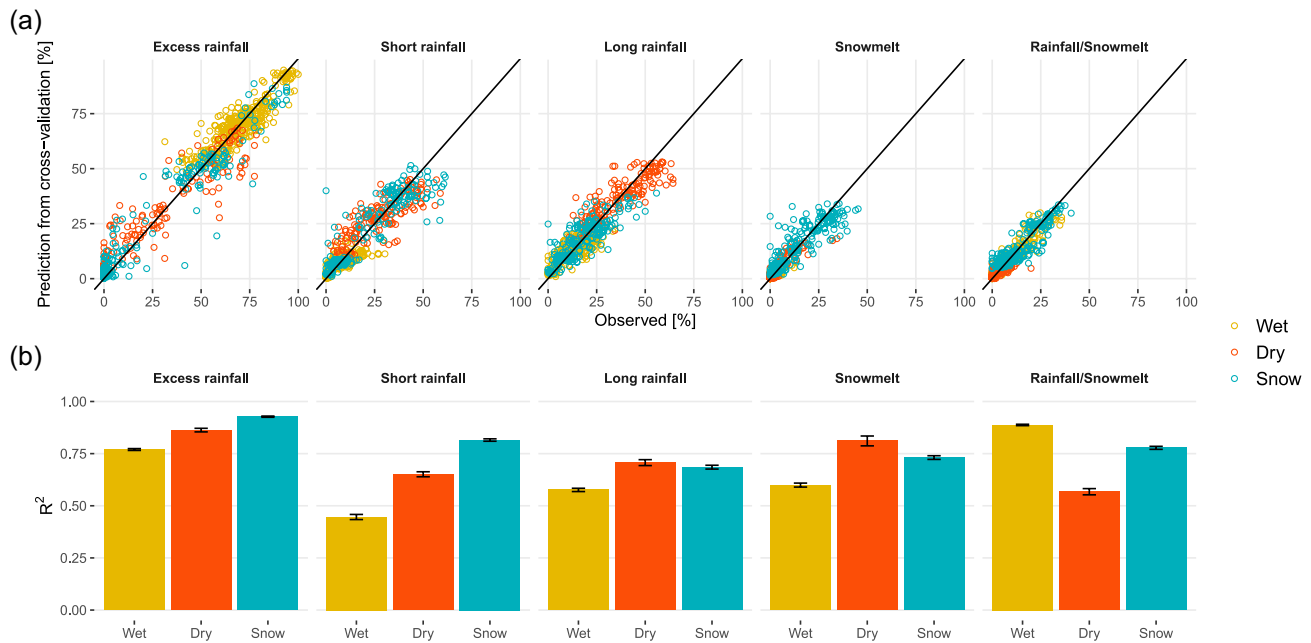 (a)
Excess rainfall Short rainfall Long rainfall Snowmelt Rainfall/Snowmelt
Prediction from cross−validation [%]
75
50
25
0
0 25 50 75 100 0 25 50 75 100 0 25 50 75 100 0 25 50 75 100 0 25 50 75 100
Observed [%]
Wet
Dry
Snow
(b)
Excess rainfall Short rainfall Long rainfall Snowmelt Rainfall/Snowmelt
R²
1.00
0.75
0.50
0.25
0.00
Wet Dry Snow Wet Dry Snow Wet Dry Snow Wet Dry Snow Wet Dry Snow